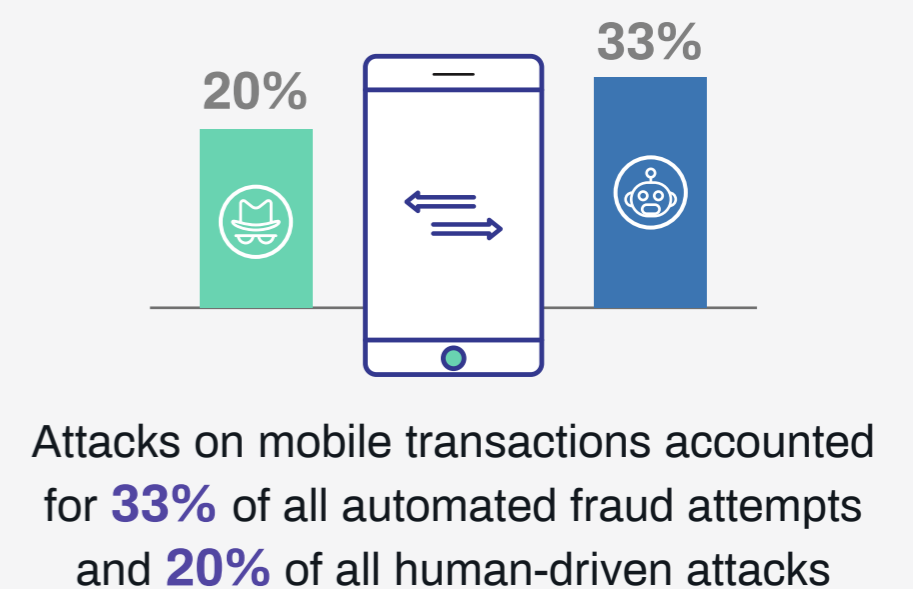 20%
33%
Attacks on mobile transactions accounted
for 33% of all automated fraud attempts
and 20% of all human-driven attacks